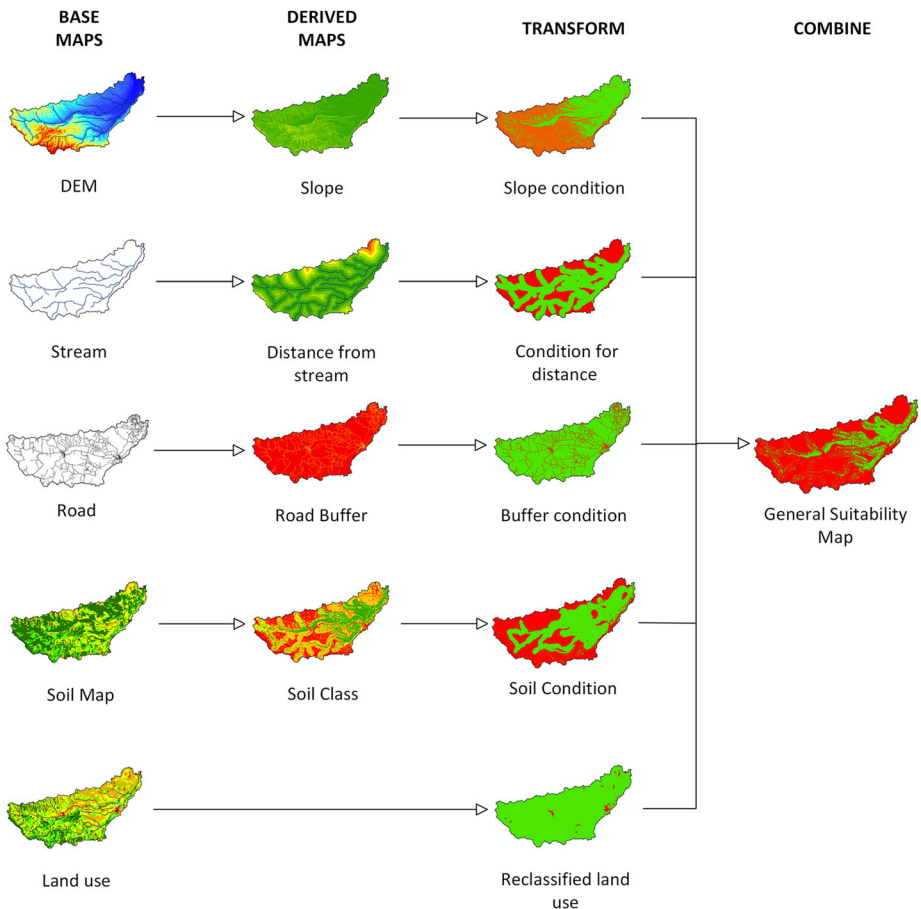 BASE
MAPS
DERIVED
MAPS
TRANSFORM
COMBINE
DEM
Slope
Slope condition
Stream
Distance from
stream
Condition for
distance
Road
Road Buffer
Buffer condition
General Suitability
Map
Soil Map
Soil Class
Soil Condition
Land use
Reclassified land
use